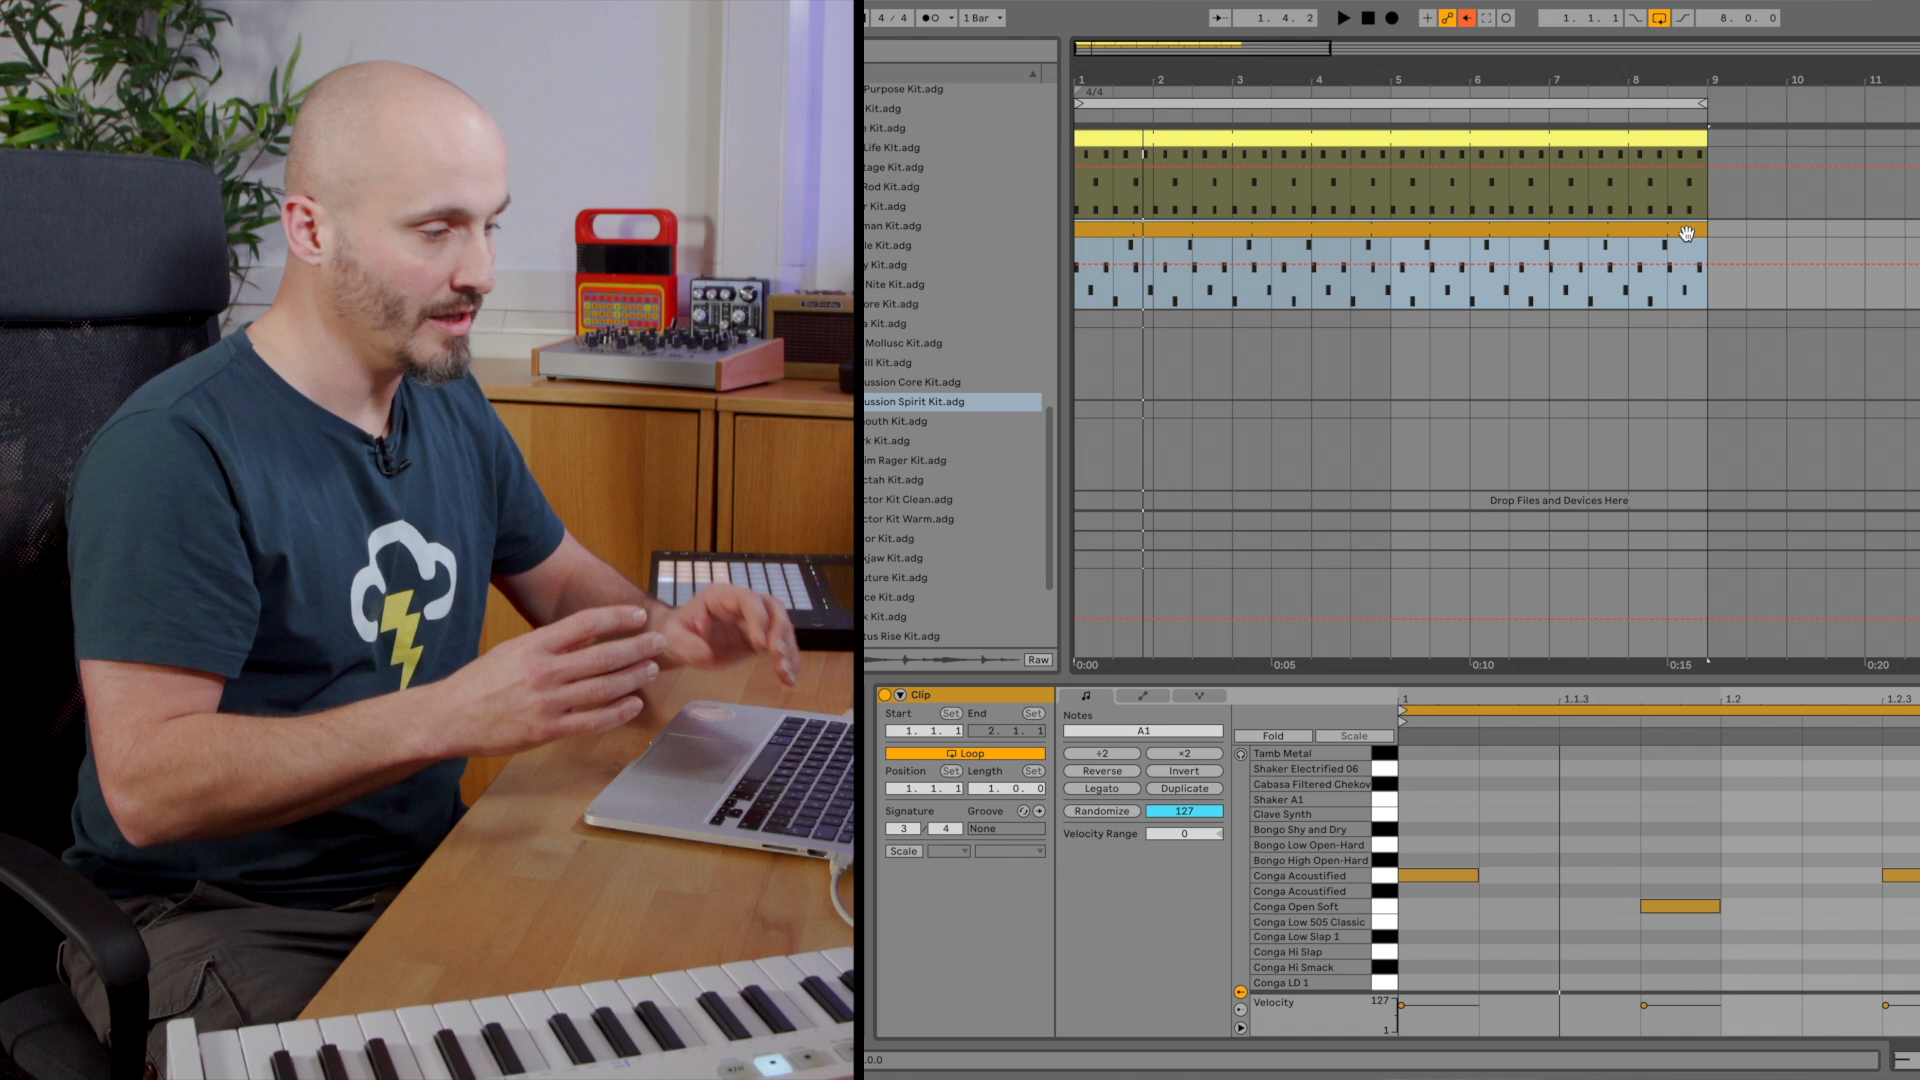 4 / 4
1 Bar
1. 4. 2
1. 1. 1
8. 0. 0
Purpose Kit.adg
Kit.adg
e Kit.adg
Life KIt.adg
tage Kit.adg
Rod Kit.adg
r Kit.adg
man Kit.adg
le Kit.adg
y Kit.adg
Nite Kit.adg
ore Kit.adg
a Kit.adg
Mollusc Kit.adg
ill Kit.adg
ussion Core Kit.adg
ussion Spirit Kit.adg
outh Kit.adg
rk Kit.adg
im Rager Kit.adg
ctah Kit.adg
ctor Kit Clean.adg
ctor Kit Warm.adg
or Kit.adg
kjaw Kit.adg
uture Kit.adg
ce Kit.adg
k Kit.adg
tus Rise Kit.adg
Raw
1 2 3 4 5 6 7 8 9 10 11
4/4
Drop Files and Devices Here
0:00 0:05 0:10 0:15 0:20
Clip
Start Set End Set
1. 1. 1 2. 1. 1
Loop
Position Set Length Set
1. 1. 1 1. 0. 0
Signature Groove
3 / 4 None
Scale
Notes
A1
÷2 ×2
Reverse Invert
Legato Duplicate
Randomize 127
Velocity Range 0
Fold Scale
1 1.1.3 1.2 1.2.3
Tamb Metal
Shaker Electrified 06
Cabasa Filtered Chekov
Shaker A1
Clave Synth
Bongo Shy and Dry
Bongo Low Open-Hard
Bongo High Open-Hard
Conga Acoustified
Conga Acoustified
Conga Open Soft
Conga Low 505 Classic
Conga Low Slap 1
Conga Hi Slap
Conga Hi Smack
Conga LD 1
Velocity 127
1
.0.0